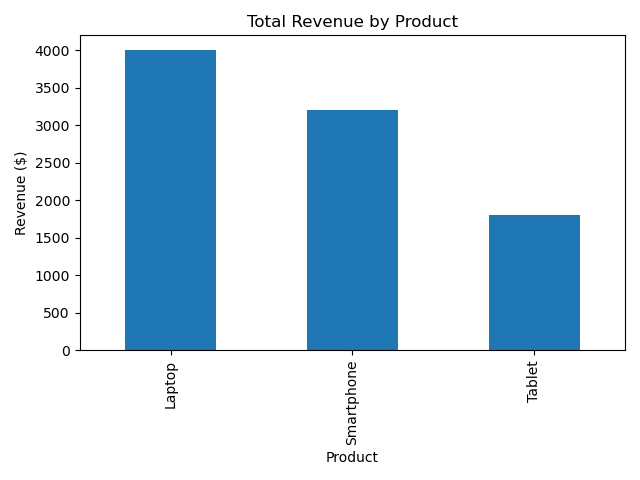 Total Revenue by Product
Revenue ($)
4000
3500
3000
2500
2000
1500
1000
500
0
Laptop
Smartphone
Tablet
Product